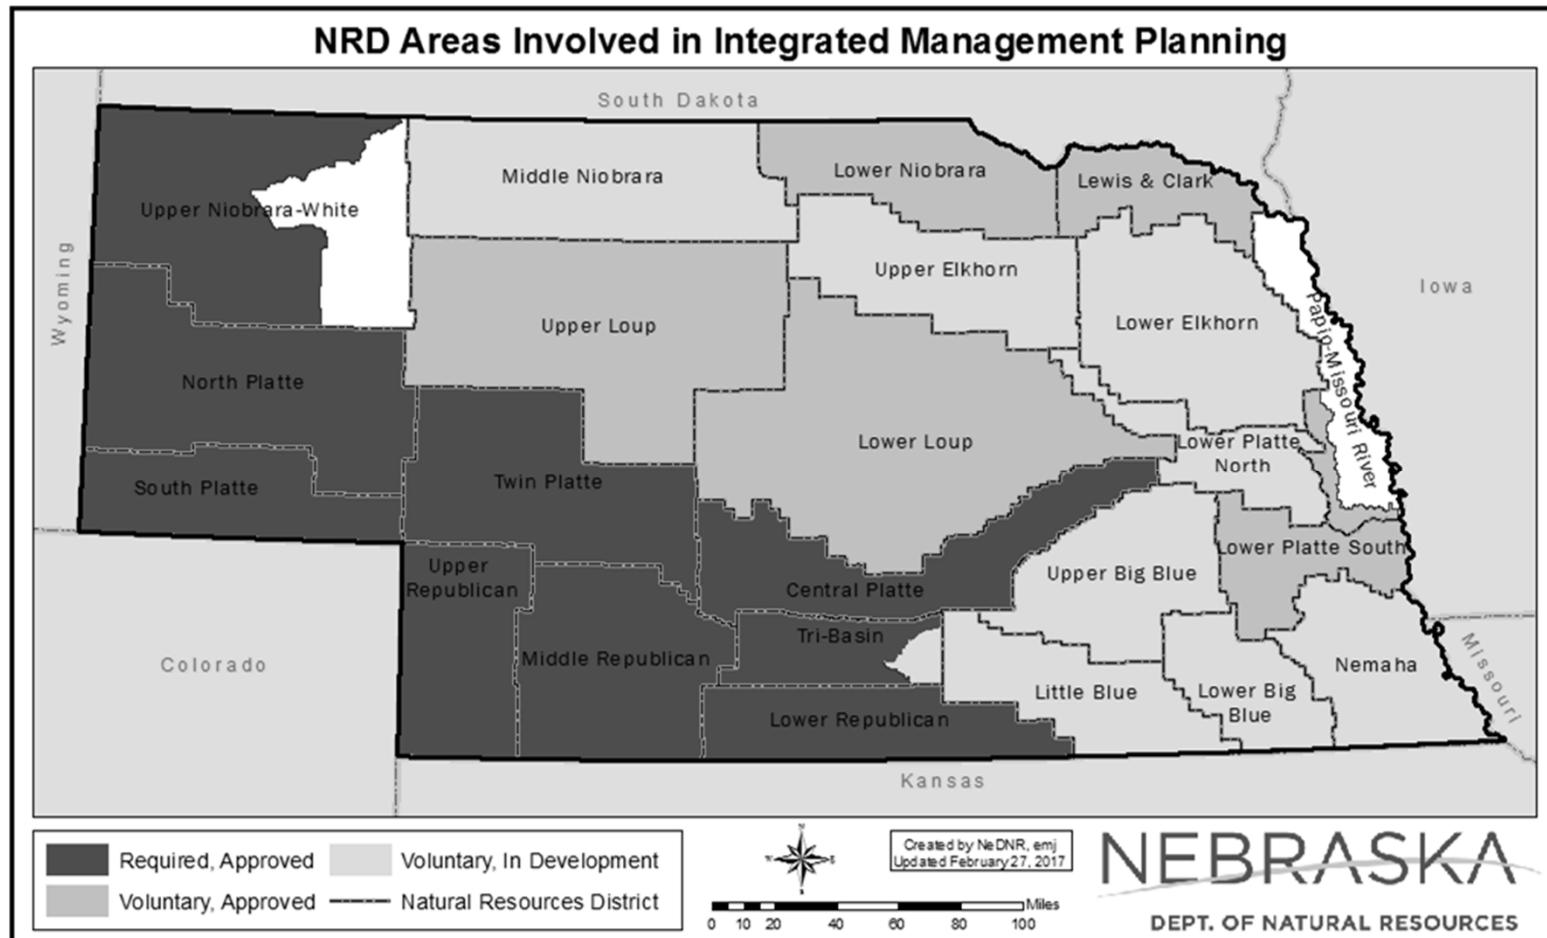 NRD Areas Involved in Integrated Management Planning
South Dakota
Wyoming
Iowa
Colorado
Kansas
Missouri
Upper Niobrara-White
Middle Niobrara
Lower Niobrara
Lewis & Clark
Upper Elkhorn
Lower Elkhorn
Papio-Missouri River
Upper Loup
North Platte
Lower Loup
Lower Platte
North
South Platte
Twin Platte
Lower Platte South
Upper
Republican
Central Platte
Upper Big Blue
Tri-Basin
Middle Republican
Nemaha
Little Blue
Lower Big
Blue
Lower Republican
Required, Approved
Voluntary, In Development
Voluntary, Approved
Natural Resources District
N
W
E
S
Created by NeDNR, emj
Updated February 27, 2017
Miles
0 10 20 40 60 80 100
NEBRASKA
DEPT. OF NATURAL RESOURCES